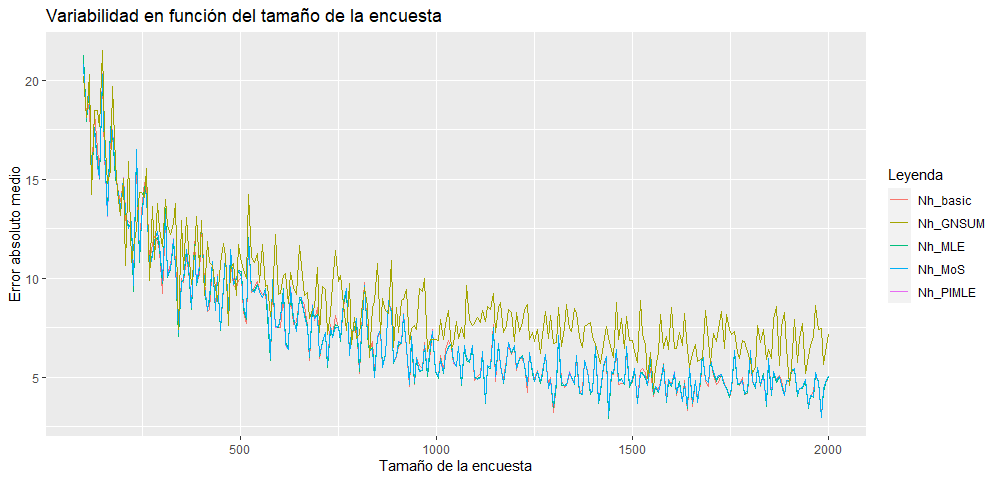 Variabilidad en función del tamaño de la encuesta
Error absoluto medio
20
15
10
5
500
1000
1500
2000
Tamaño de la encuesta
Leyenda
Nh_basic
Nh_GNSUM
Nh_MLE
Nh_MoS
Nh_PIMLE